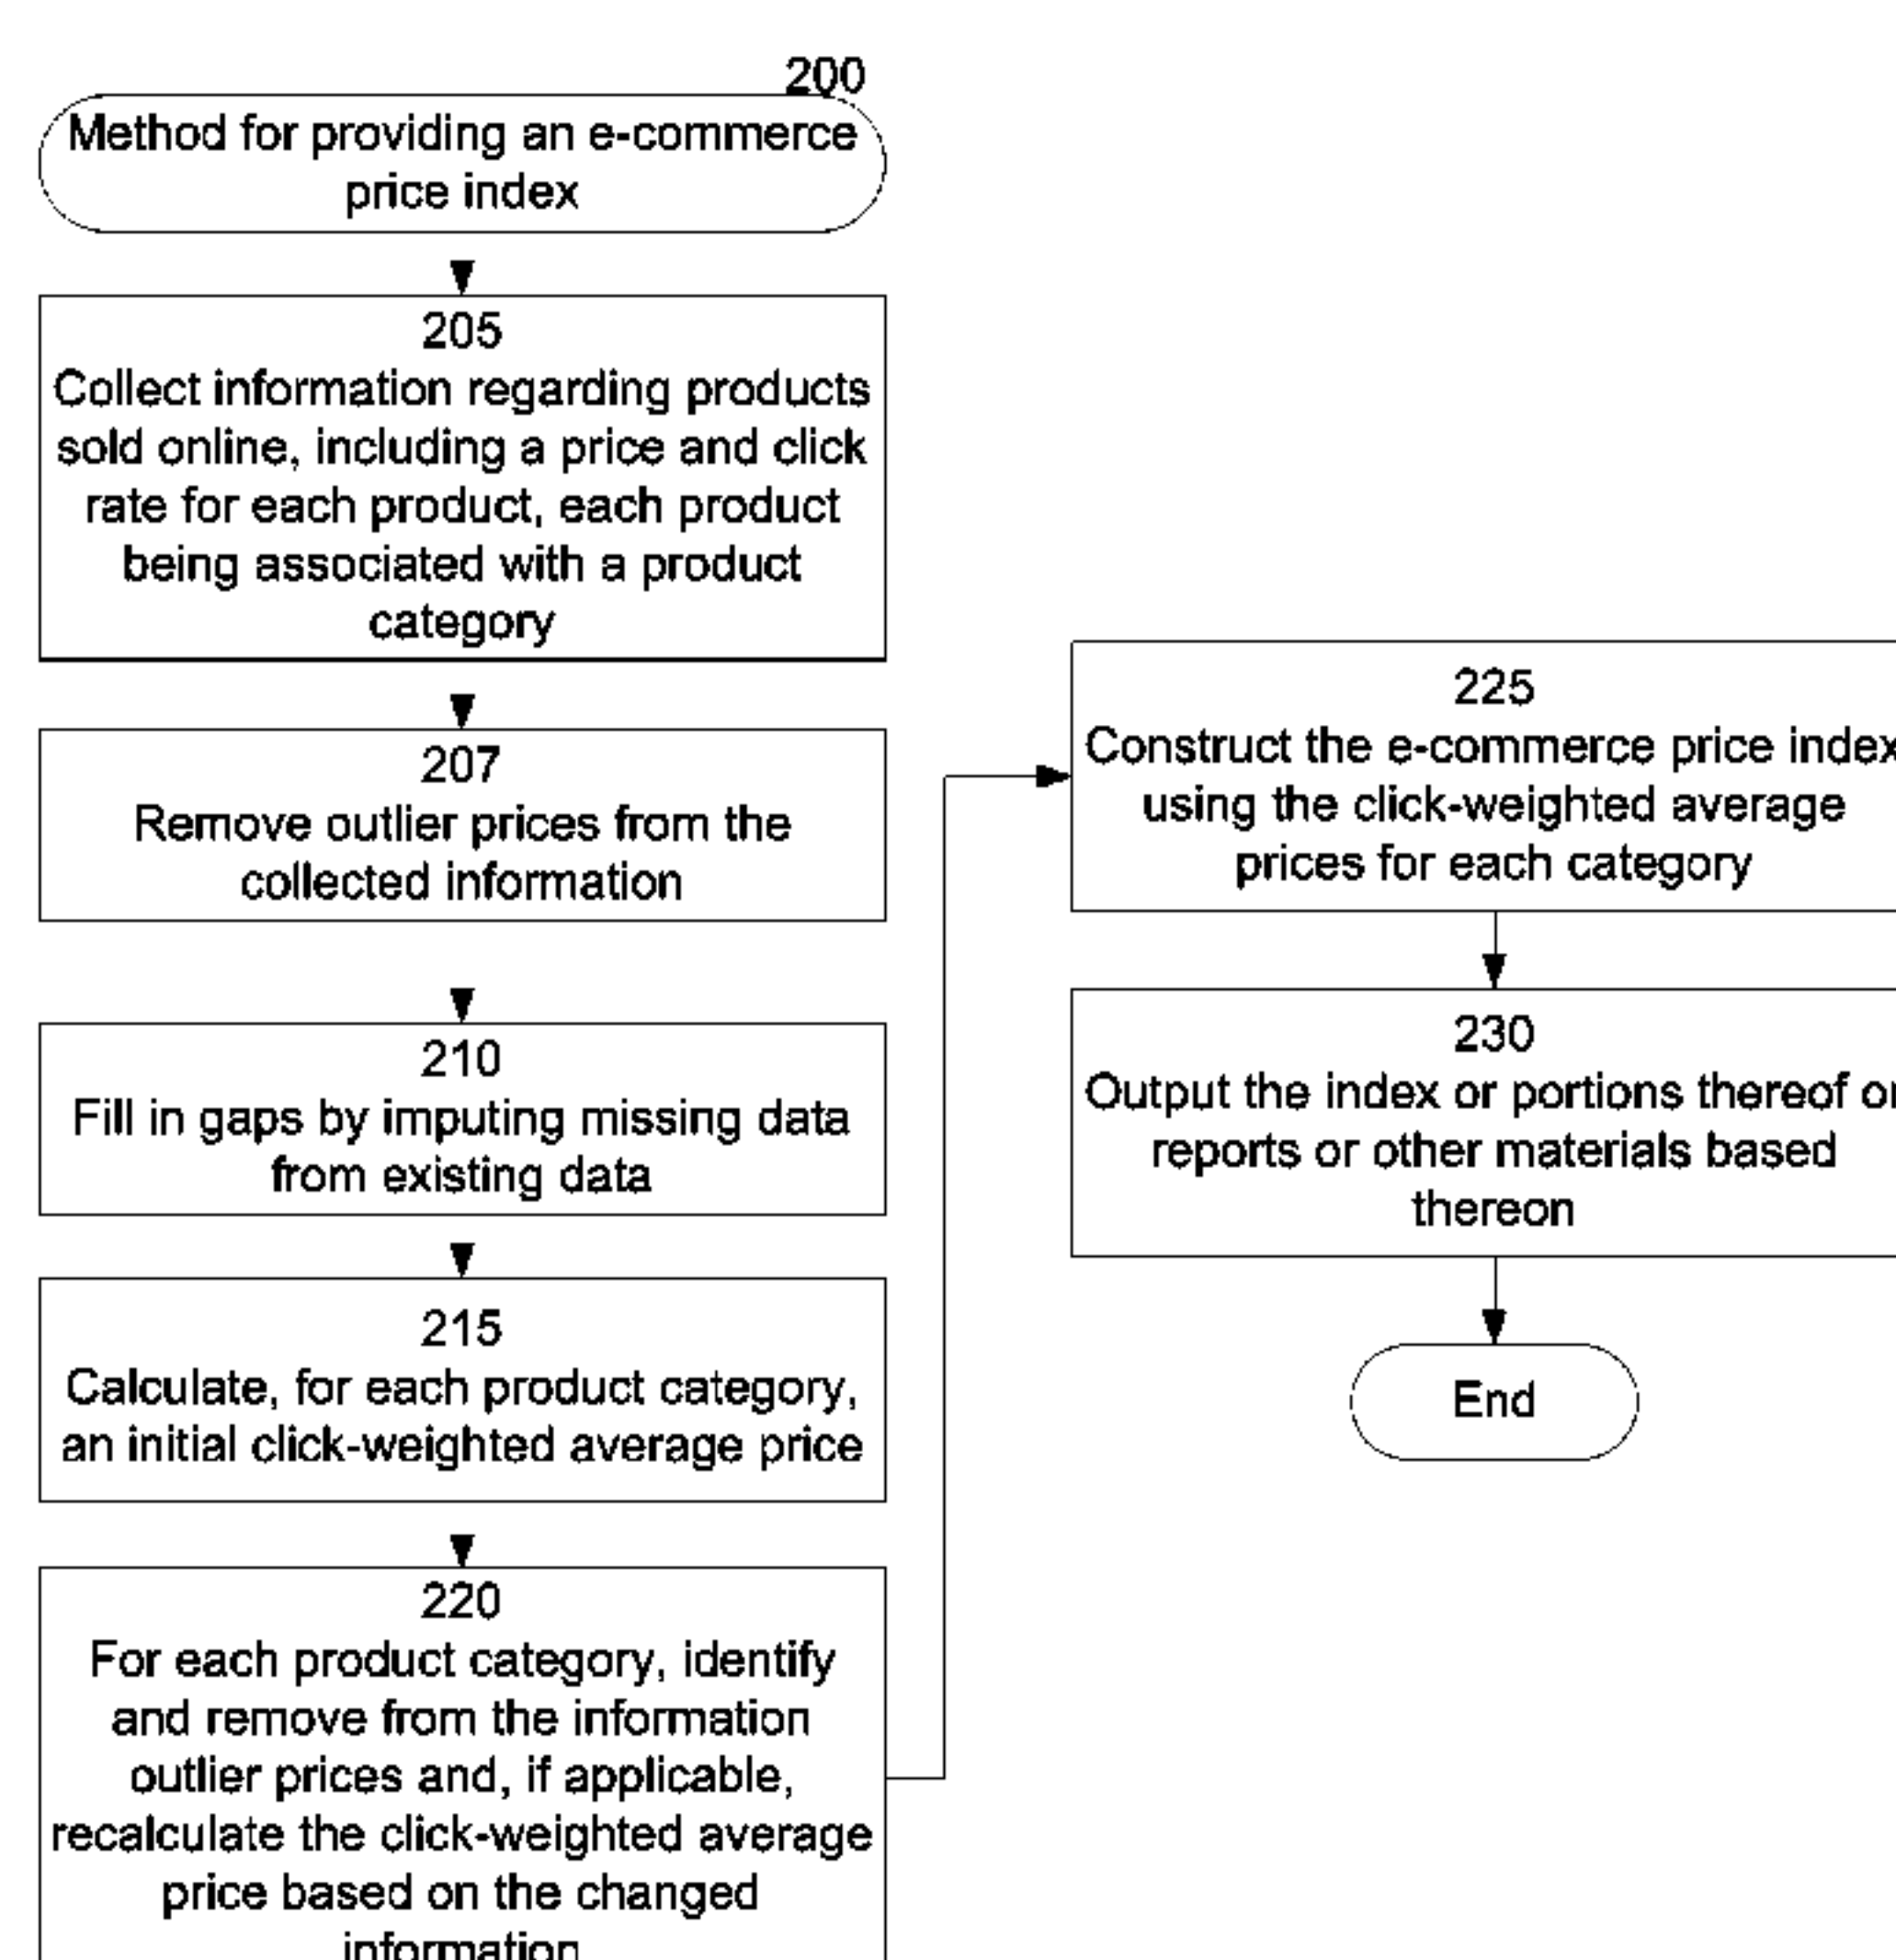 200
Method for providing an e-commerce
price index
205
Collect information regarding products
sold online, including a price and click
rate for each product, each product
being associated with a product
category
207
Remove outlier prices from the
collected information
210
Fill in gaps by imputing missing data
from existing data
215
Calculate, for each product category,
an initial click-weighted average price
220
For each product category, identify
and remove from the information
outlier prices and, if applicable,
recalculate the click-weighted average
price based on the changed
information
225
Construct the e-commerce price index
using the click-weighted average
prices for each category
230
Output the index or portions thereof or
reports or other materials based
thereon
End